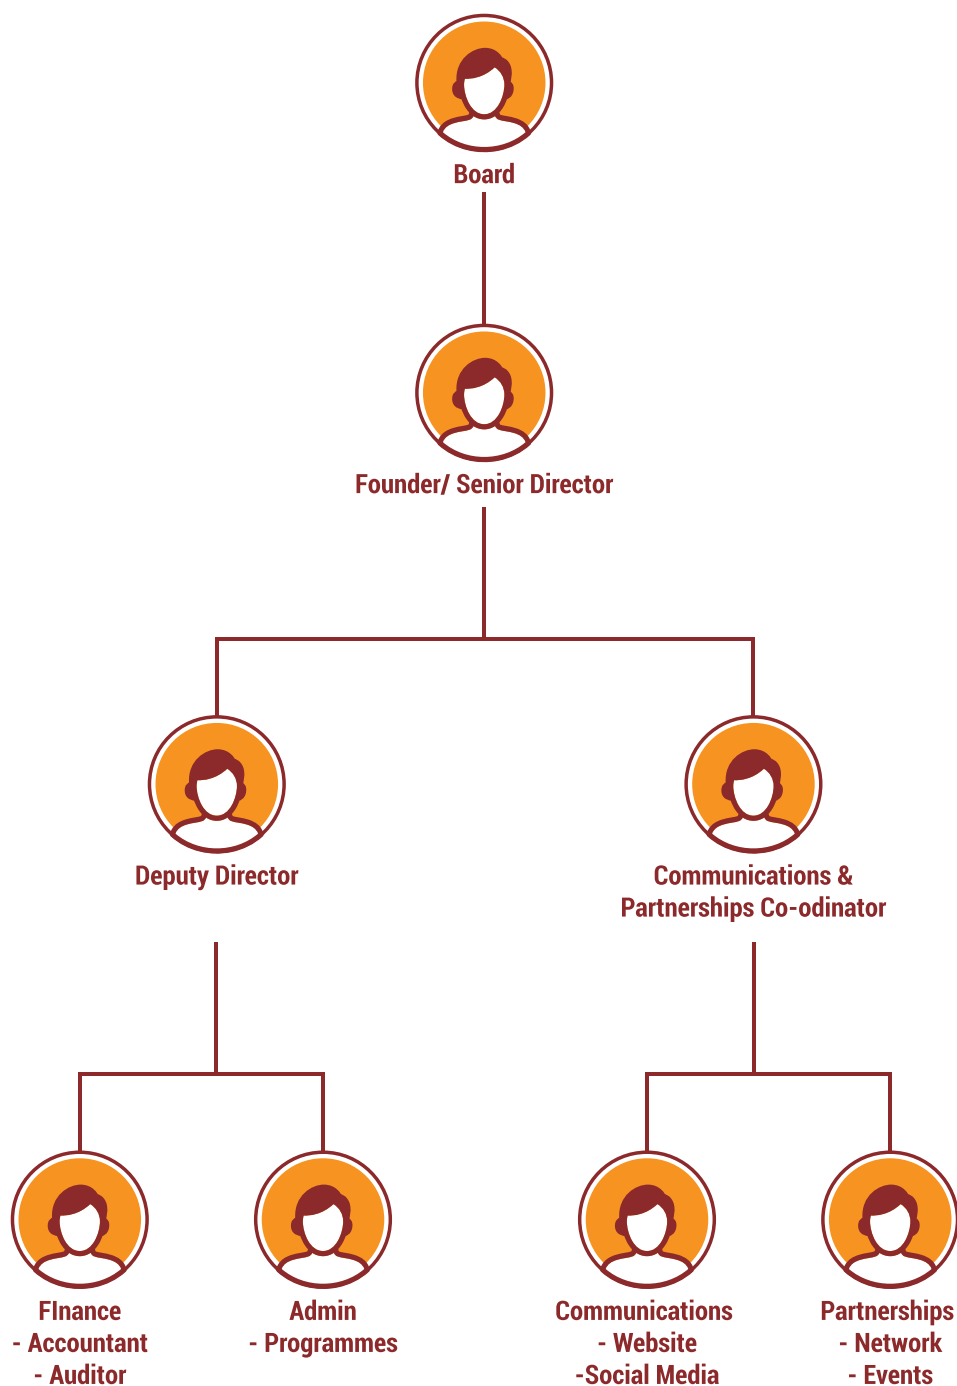 Board
Founder/ Senior Director
Deputy Director
Communications &
Partnerships Co-odinator
FInance
- Accountant
- Auditor
Admin
- Programmes
Communications
- Website
-Social Media
Partnerships
- Network
- Events